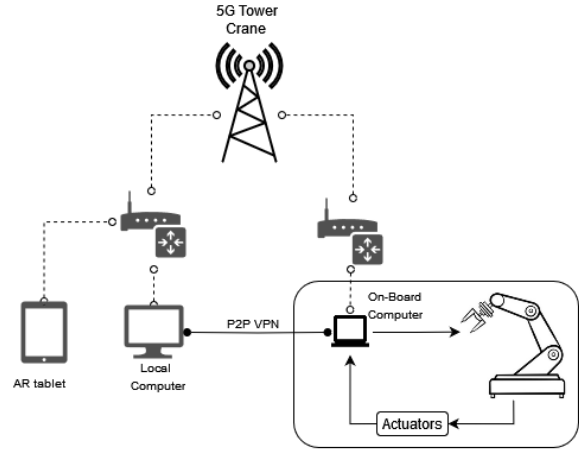 5G Tower
Crane
On-Board
Computer
P2P VPN
AR tablet
Local
Computer
Actuators